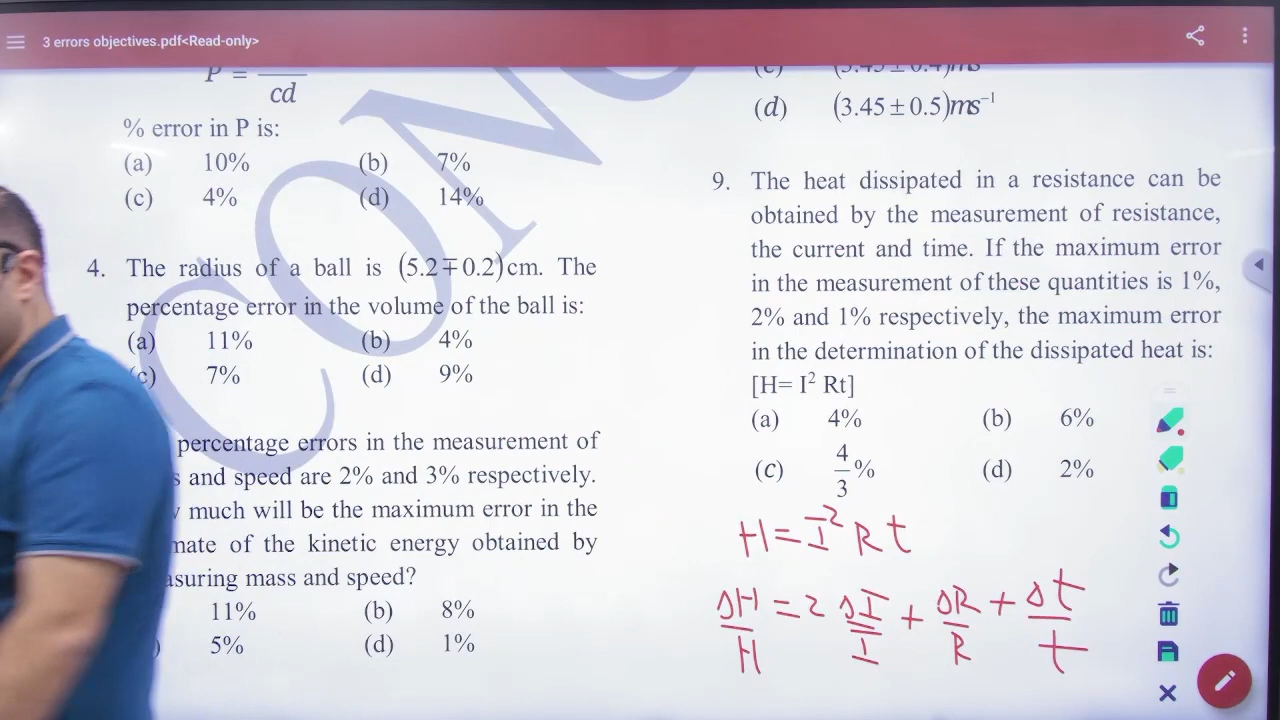 3 errors objectives.pdf<Read-only>
P =
cd
% error in P is:
(a) 10% (b) 7%
(c) 4% (d) 14%
4. The radius of a ball is (5.2∓0.2)cm. The
percentage error in the volume of the ball is:
(a) 11% (b) 4%
(c) 7% (d) 9%
percentage errors in the measurement of
and speed are 2% and 3% respectively.
much will be the maximum error in the
of the kinetic energy obtained by
mass and speed?
11% (b) 8%
5% (d) 1%
(d) (3.45±0.5)ms⁻¹
9. The heat dissipated in a resistance can be
obtained by the measurement of resistance,
the current and time. If the maximum error
in the measurement of these quantities is 1%,
2% and 1% respectively, the maximum error
in the determination of the dissipated heat is:
[H= I² Rt]
(a) 4% (b) 6%
(c) 4/3 % (d) 2%
H = I² R t
ΔH/H = 2 ΔI/I + ΔR/R + Δt/t
CON